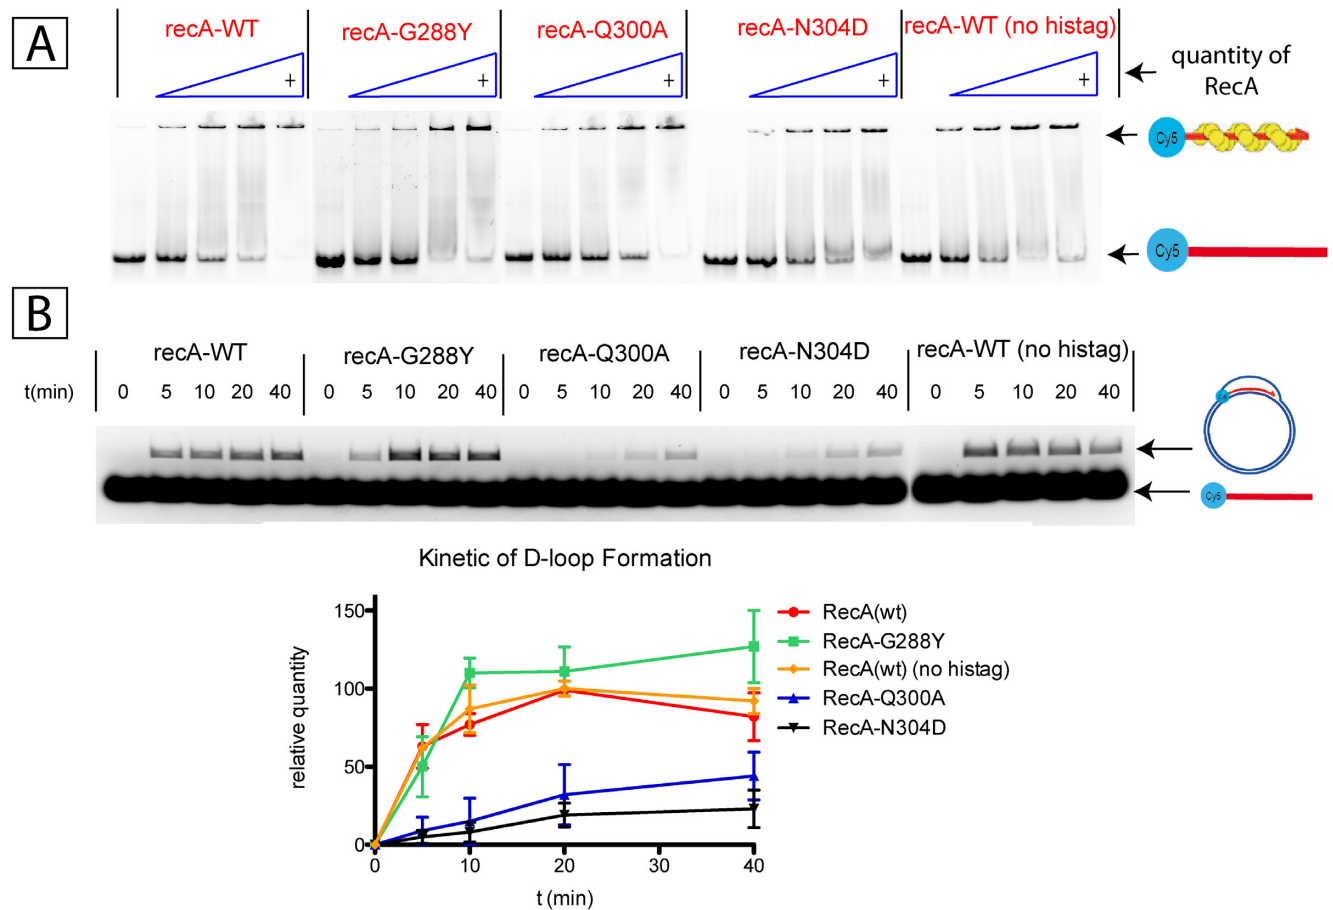 A
recA-WT
recA-G288Y
recA-Q300A
recA-N304D
recA-WT (no histag)
+
+
+
+
+
quantity of
RecA
Cy5
Cy5
B
recA-WT
recA-G288Y
recA-Q300A
recA-N304D
recA-WT (no histag)
t(min)
0 5 10 20 40
0 5 10 20 40
0 5 10 20 40
0 5 10 20 40
0 5 10 20 40
Cy5
Kinetic of D-loop Formation
relative quantity
150
100
50
0
0 10 20 30 40
t (min)
RecA(wt)
RecA-G288Y
RecA(wt) (no histag)
RecA-Q300A
RecA-N304D